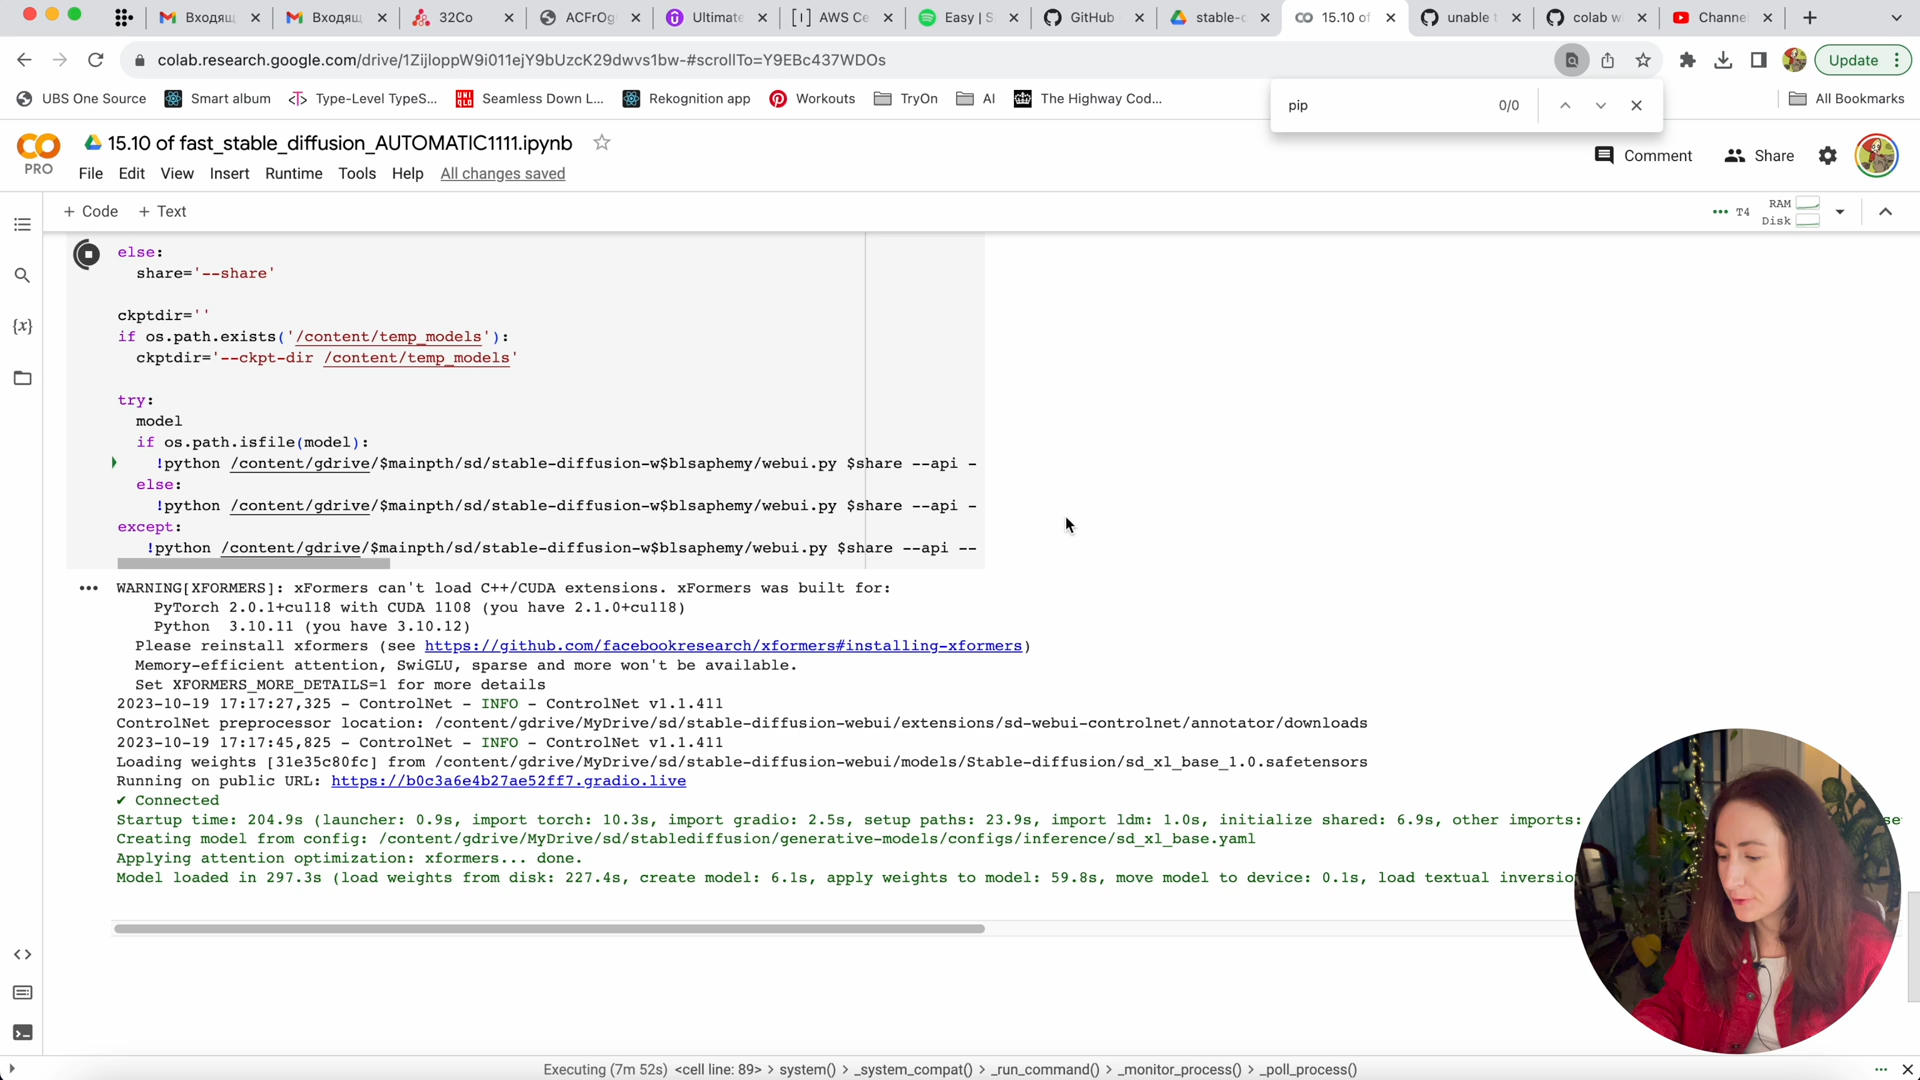 Входящ
Входящ
32Co
ACFrOg
Ultimate
AWS Ce
Easy | S
GitHub
stable-d
15.10 of
unable t
colab w
Channe
colab.research.google.com/drive/1ZijloppW9i011ejY9bUzcK29dwvs1bw-#scrollTo=Y9EBc437WDOs
Update
UBS One Source
Smart album
Type-Level TypeS...
Seamless Down L...
Rekognition app
Workouts
TryOn
AI
The Highway Cod...
pip
0/0
All Bookmarks
PRO
15.10 of fast_stable_diffusion_AUTOMATIC1111.ipynb
File Edit View Insert Runtime Tools Help All changes saved
Comment
Share
+ Code + Text
T4
RAM
Disk
else:
share='--share'
ckptdir=''
if os.path.exists('/content/temp_models'):
ckptdir='--ckpt-dir /content/temp_models'
try:
model
if os.path.isfile(model):
!python /content/gdrive/$mainpth/sd/stable-diffusion-w$blsaphemy/webui.py $share --api -
else:
!python /content/gdrive/$mainpth/sd/stable-diffusion-w$blsaphemy/webui.py $share --api -
except:
!python /content/gdrive/$mainpth/sd/stable-diffusion-w$blsaphemy/webui.py $share --api --
WARNING[XFORMERS]: xFormers can't load C++/CUDA extensions. xFormers was built for:
PyTorch 2.0.1+cu118 with CUDA 1108 (you have 2.1.0+cu118)
Python 3.10.11 (you have 3.10.12)
Please reinstall xformers (see https://github.com/facebookresearch/xformers#installing-xformers)
Memory-efficient attention, SwiGLU, sparse and more won't be available.
Set XFORMERS_MORE_DETAILS=1 for more details
2023-10-19 17:17:27,325 - ControlNet - INFO - ControlNet v1.1.411
ControlNet preprocessor location: /content/gdrive/MyDrive/sd/stable-diffusion-webui/extensions/sd-webui-controlnet/annotator/downloads
2023-10-19 17:17:45,825 - ControlNet - INFO - ControlNet v1.1.411
Loading weights [31e35c80fc] from /content/gdrive/MyDrive/sd/stable-diffusion-webui/models/Stable-diffusion/sd_xl_base_1.0.safetensors
Running on public URL: https://b0c3a6e4b27ae52ff7.gradio.live
✔ Connected
Startup time: 204.9s (launcher: 0.9s, import torch: 10.3s, import gradio: 2.5s, setup paths: 23.9s, import ldm: 1.0s, initialize shared: 6.9s, other imports: se
Creating model from config: /content/gdrive/MyDrive/sd/stablediffusion/generative-models/configs/inference/sd_xl_base.yaml
Applying attention optimization: xformers... done.
Model loaded in 297.3s (load weights from disk: 227.4s, create model: 6.1s, apply weights to model: 59.8s, move model to device: 0.1s, load textual inversio
Executing (7m 52s) <cell line: 89> > system() > _system_compat() > _run_command() > _monitor_process() > _poll_process()